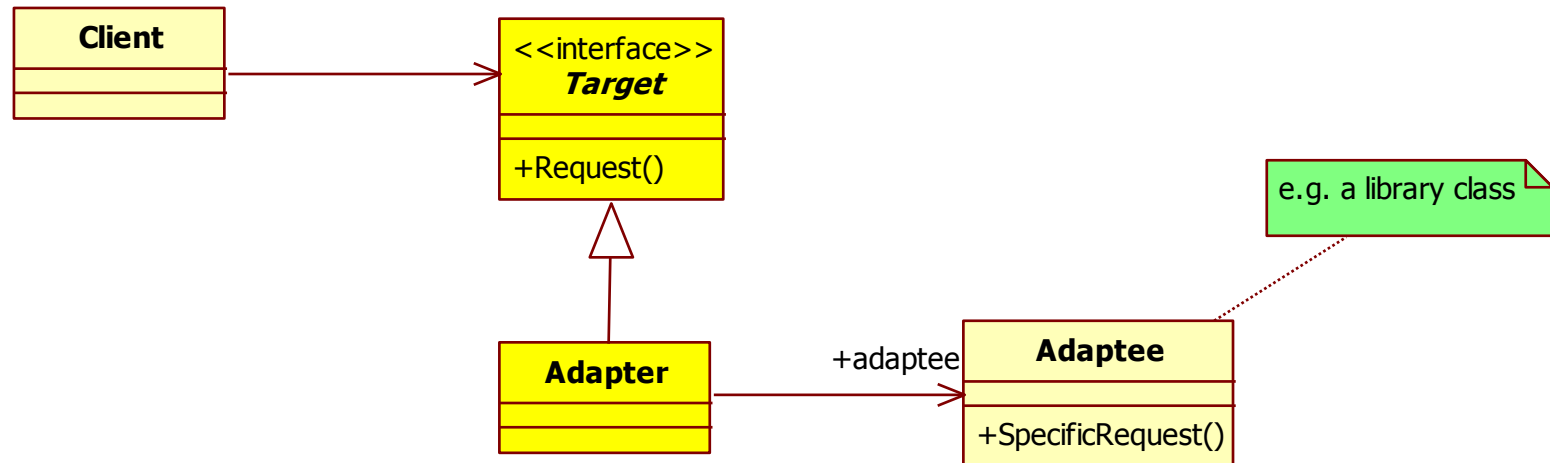 Client
<<interface>>
Target
+Request()
e.g. a library class
Adapter
+adaptee
Adaptee
+SpecificRequest()